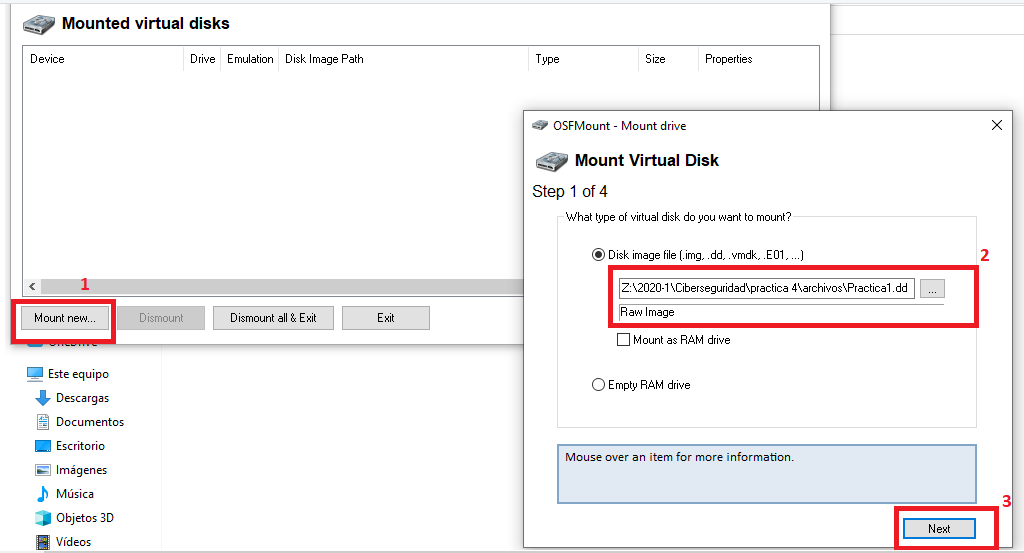 Mounted virtual disks
Device Drive Emulation Disk Image Path Type Size Properties
1
Mount new... Dismount Dismount all & Exit Exit
OneDrive
Este equipo
Descargas
Documentos
Escritorio
Imágenes
Música
Objetos 3D
Vídeos
OSFMount - Mount drive
Mount Virtual Disk
Step 1 of 4
What type of virtual disk do you want to mount?
Disk image file (.img, .dd, .vmdk, .E01, ...)
2
Z:\2020-1\Ciberseguridad\practica 4\archivos\Practica1.dd ...
Raw Image
Mount as RAM drive
Empty RAM drive
Mouse over an item for more information.
3
Next